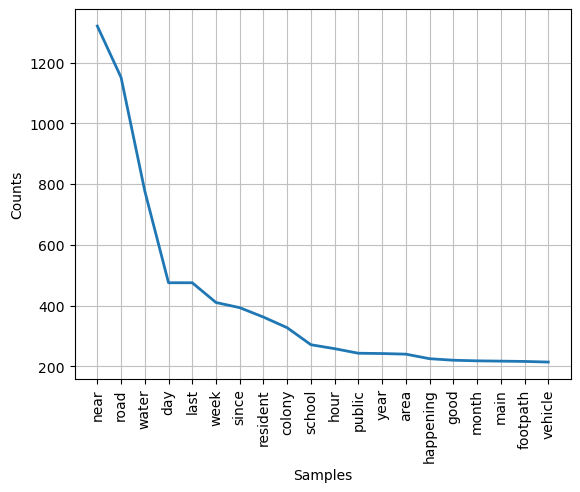 Counts
1200
1000
800
600
400
200
near
road
water
day
last
week
since
resident
colony
school
hour
public
year
area
happening
good
month
main
footpath
vehicle
Samples